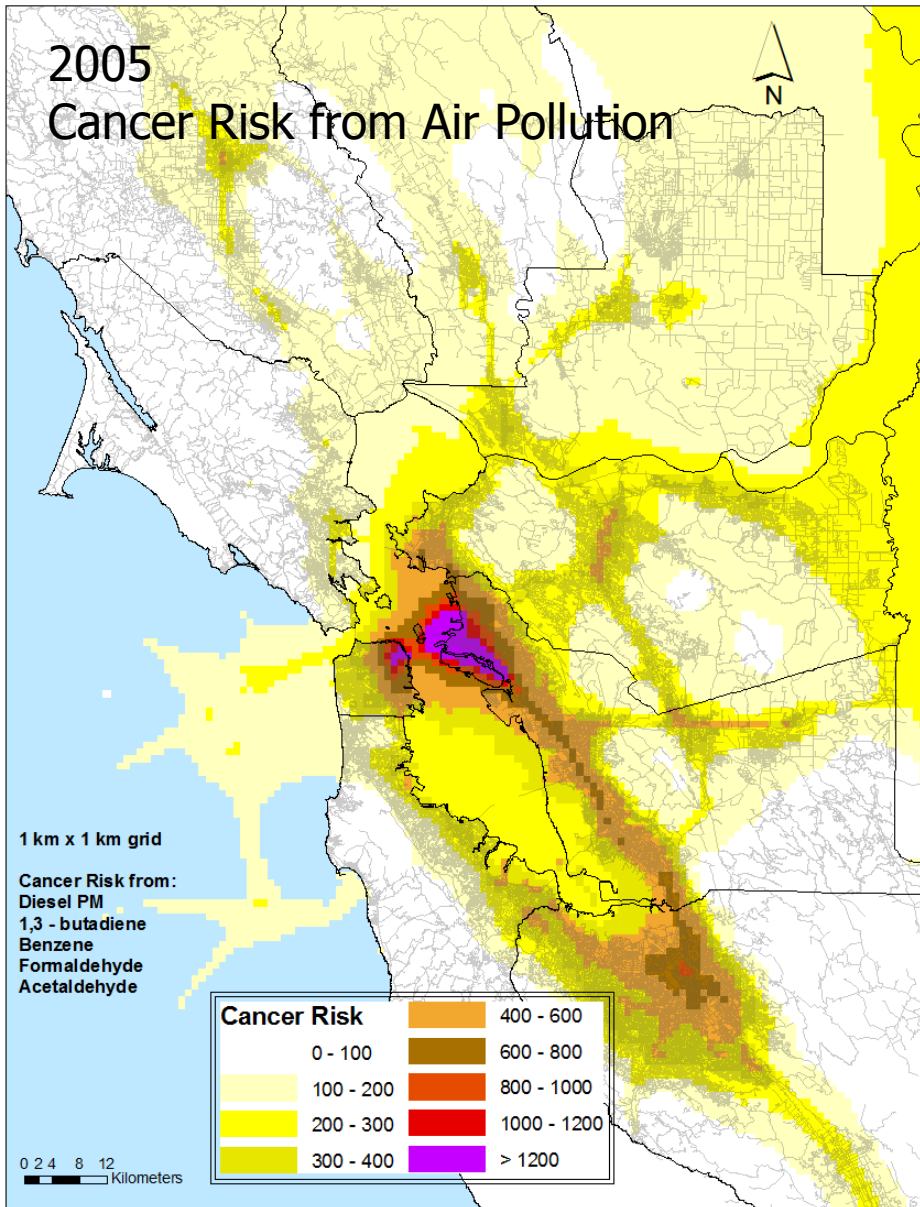 2005
Cancer Risk from Air Pollution
N
1 km x 1 km grid
Cancer Risk from:
Diesel PM
1,3 - butadiene
Benzene
Formaldehyde
Acetaldehyde
Cancer Risk
0 - 100
100 - 200
200 - 300
300 - 400
400 - 600
600 - 800
800 - 1000
1000 - 1200
> 1200
0 2 4 8 12
Kilometers